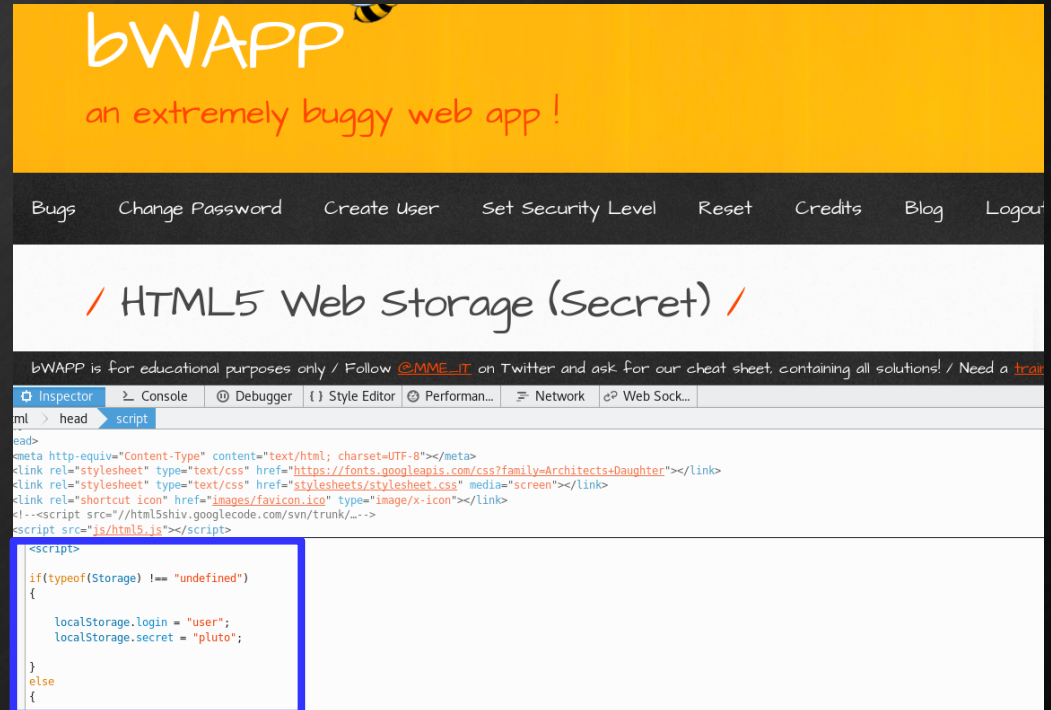 bWAPP
an extremely buggy web app !
Bugs Change Password Create User Set Security Level Reset Credits Blog Logout
/ HTML5 Web Storage (Secret) /
bWAPP is for educational purposes only / Follow @MME_IT on Twitter and ask for our cheat sheet, containing all solutions! / Need a train
Inspector Console Debugger { } Style Editor Performan... Network Web Sock...
ml head script
ead>
<meta http-equiv="Content-Type" content="text/html; charset=UTF-8"></meta>
<link rel="stylesheet" type="text/css" href="https://fonts.googleapis.com/css?family=Architects+Daughter"></link>
<link rel="stylesheet" type="text/css" href="stylesheets/stylesheet.css" media="screen"></link>
<link rel="shortcut icon" href="images/favicon.ico" type="image/x-icon"></link>
<!--<script src="//html5shiv.googlecode.com/svn/trunk/…-->
<script src="js/html5.js"></script>
<script>
if(typeof(Storage) !== "undefined")
{
localStorage.login = "user";
localStorage.secret = "pluto";
}
else
{